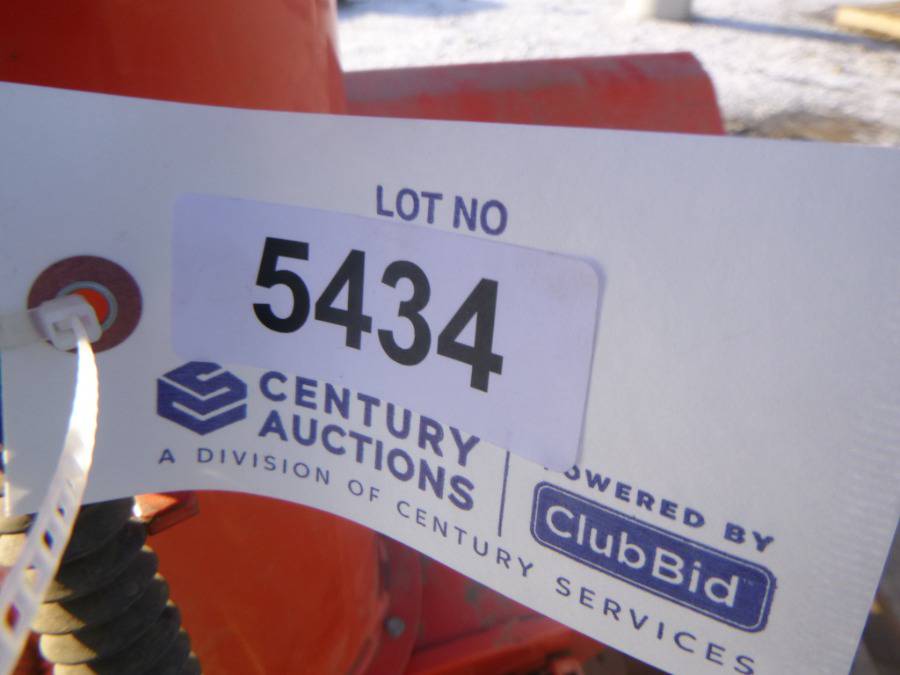 LOT NO
5434
CENTURY
AUCTIONS
A DIVISION OF CENTURY SERVICES
POWERED BY
ClubBid